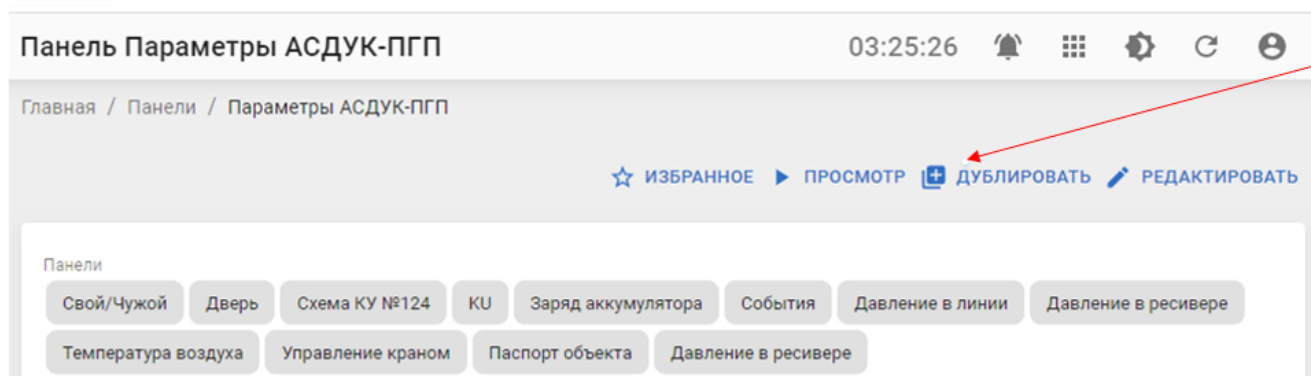 Панель Параметры АСДУК-ПГП 03:25:26
Главная / Панели / Параметры АСДУК-ПГП
ИЗБРАННОЕ ПРОСМОТР ДУБЛИРОВАТЬ РЕДАКТИРОВАТЬ
Панели
Свой/Чужой Дверь Схема КУ №124 KU Заряд аккумулятора События Давление в линии Давление в ресивере
Температура воздуха Управление краном Паспорт объекта Давление в ресивере